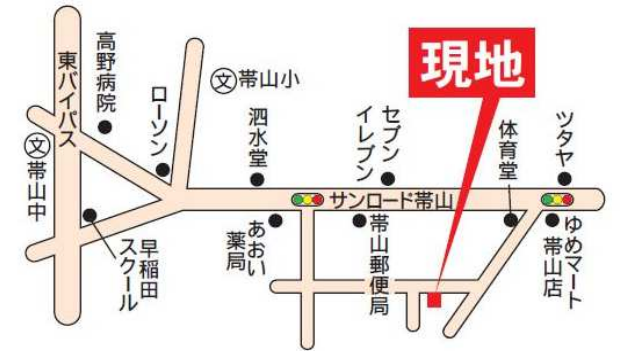 東バイパス
高野病院
ローソン
文帯山小
文帯山中
早稲田
スクール
泗水堂
あおい
薬局
セブン
イレブン
サンロード帯山
帯山郵便局
現地
体育堂
ツタヤ
ゆめマート
帯山店